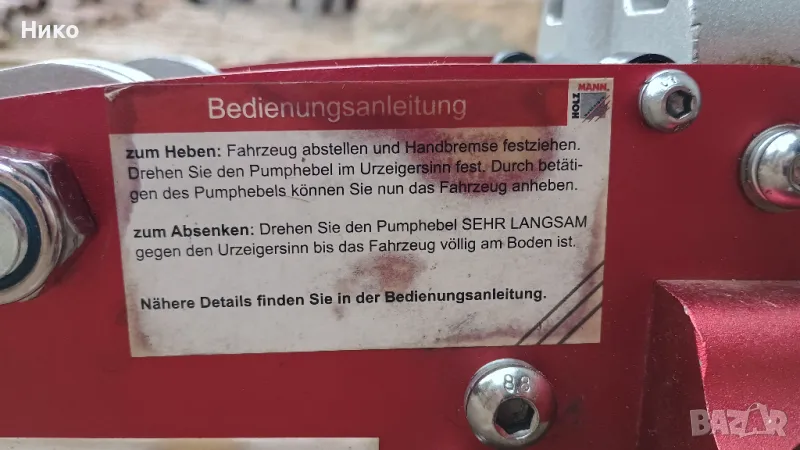 Нико
Bedienungsanleitung
HOLZ
MANN
zum Heben: Fahrzeug abstellen und Handbremse festziehen.
Drehen Sie den Pumphebel im Urzeigersinn fest. Durch betäti-
gen des Pumphebels können Sie nun das Fahrzeug anheben.
zum Absenken: Drehen Sie den Pumphebel SEHR LANGSAM
gegen den Urzeigersinn bis das Fahrzeug völlig am Boden ist.
Nähere Details finden Sie in der Bedienungsanleitung.
8.8
BAZAR